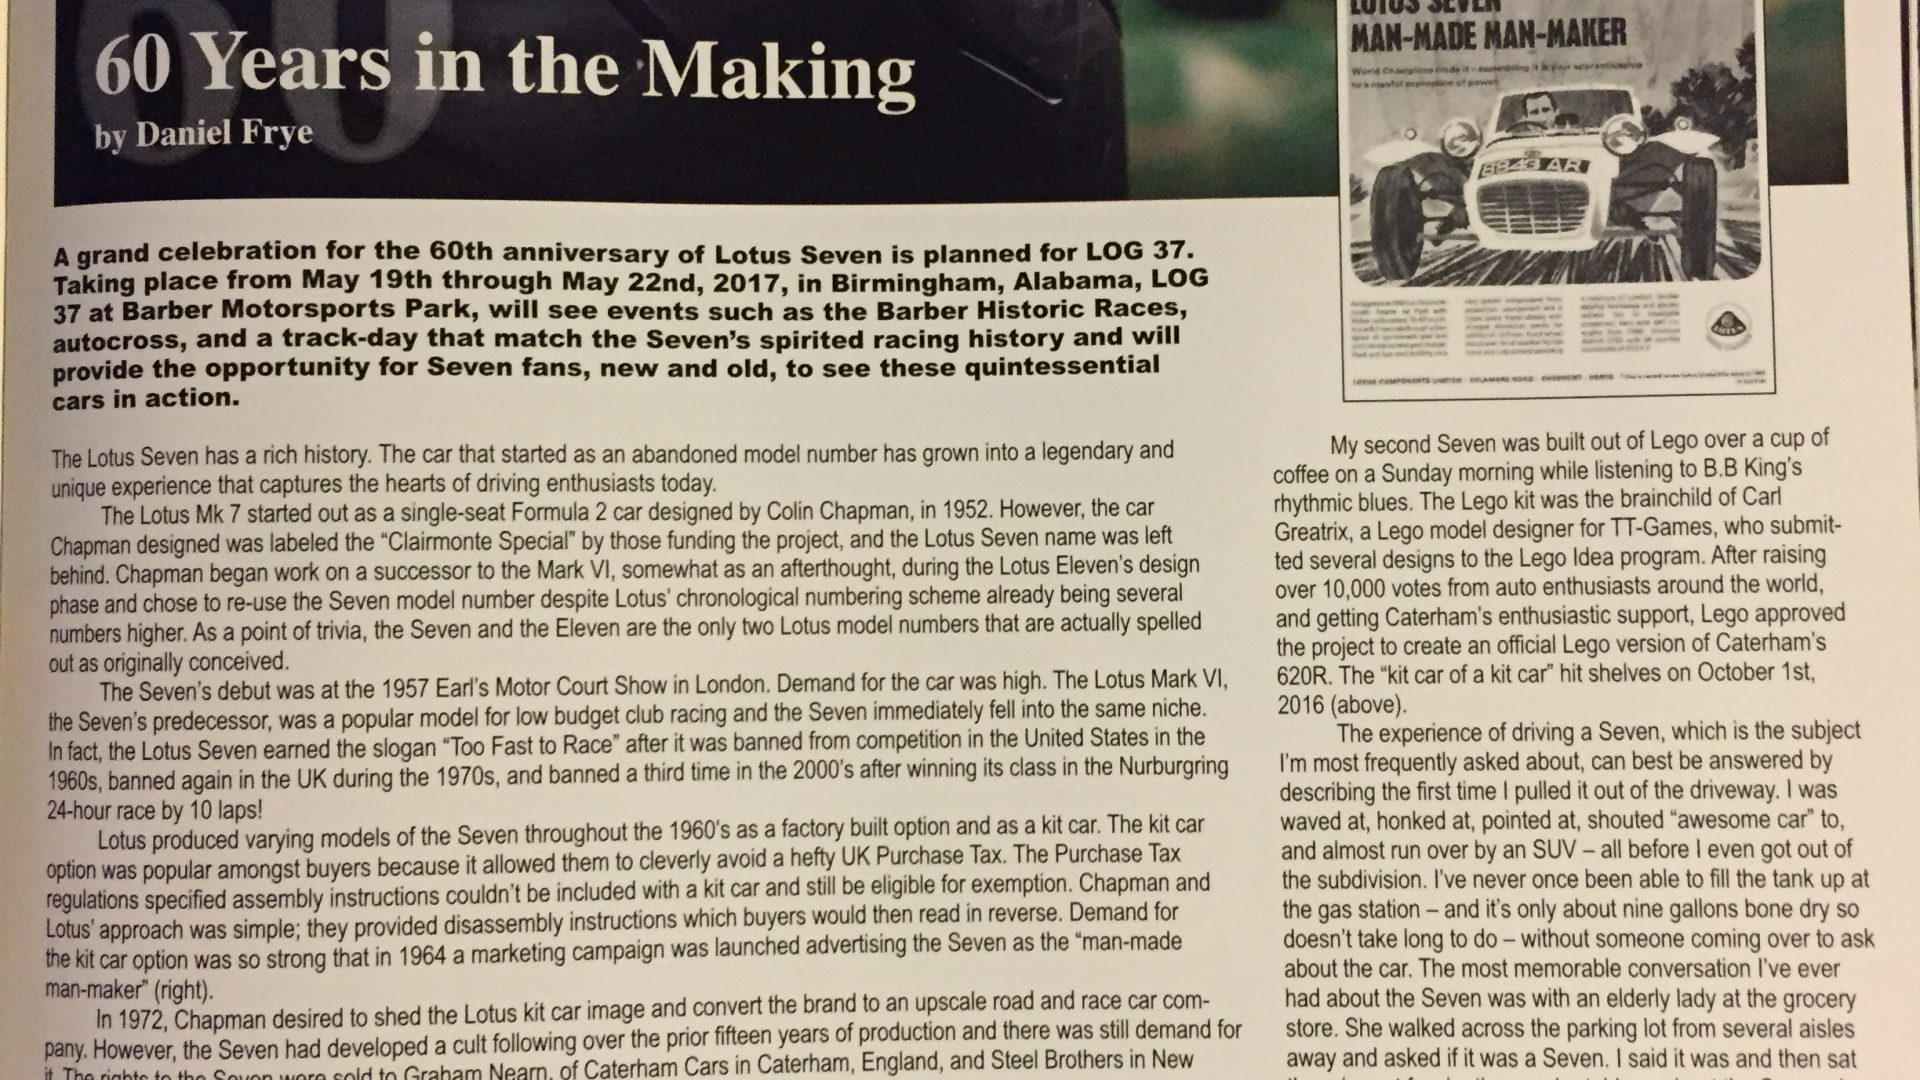 60 Years in the Making
by Daniel Frye
A grand celebration for the 60th anniversary of Lotus Seven is planned for LOG 37.
Taking place from May 19th through May 22nd, 2017, in Birmingham, Alabama, LOG
37 at Barber Motorsports Park, will see events such as the Barber Historic Races,
autocross, and a track-day that match the Seven's spirited racing history and will
provide the opportunity for Seven fans, new and old, to see these quintessential
cars in action.
The Lotus Seven has a rich history. The car that started as an abandoned model number has grown into a legendary and
unique experience that captures the hearts of driving enthusiasts today.
The Lotus Mk 7 started out as a single-seat Formula 2 car designed by Colin Chapman, in 1952. However, the car
Chapman designed was labeled the “Clairmonte Special” by those funding the project, and the Lotus Seven name was left
behind. Chapman began work on a successor to the Mark VI, somewhat as an afterthought, during the Lotus Eleven's design
phase and chose to re-use the Seven model number despite Lotus' chronological numbering scheme already being several
numbers higher. As a point of trivia, the Seven and the Eleven are the only two Lotus model numbers that are actually spelled
out as originally conceived.
The Seven's debut was at the 1957 Earl's Motor Court Show in London. Demand for the car was high. The Lotus Mark VI,
the Seven's predecessor, was a popular model for low budget club racing and the Seven immediately fell into the same niche.
In fact, the Lotus Seven earned the slogan “Too Fast to Race” after it was banned from competition in the United States in the
1960s, banned again in the UK during the 1970s, and banned a third time in the 2000's after winning its class in the Nurburgring
24-hour race by 10 laps!
Lotus produced varying models of the Seven throughout the 1960's as a factory built option and as a kit car. The kit car
option was popular amongst buyers because it allowed them to cleverly avoid a hefty UK Purchase Tax. The Purchase Tax
regulations specified assembly instructions couldn't be included with a kit car and still be eligible for exemption. Chapman and
Lotus' approach was simple; they provided disassembly instructions which buyers would then read in reverse. Demand for
the kit car option was so strong that in 1964 a marketing campaign was launched advertising the Seven as the “man-made
man-maker” (right).
In 1972, Chapman desired to shed the Lotus kit car image and convert the brand to an upscale road and race car com-
pany. However, the Seven had developed a cult following over the prior fifteen years of production and there was still demand for
it. The rights to the Seven were sold to Graham Nearn, of Caterham Cars in Caterham, England, and Steel Brothers in New
LOTUS SEVEN
MAN-MADE MAN-MAKER
World Champions made it – assembling it is your apprenticeship
to a masterful expression of power
8843 AR
LOTUS
LOTUS COMPONENTS LIMITED · DELAMARE ROAD · CHESHUNT · HERTS
My second Seven was built out of Lego over a cup of
coffee on a Sunday morning while listening to B.B King's
rhythmic blues. The Lego kit was the brainchild of Carl
Greatrix, a Lego model designer for TT-Games, who submit-
ted several designs to the Lego Idea program. After raising
over 10,000 votes from auto enthusiasts around the world,
and getting Caterham's enthusiastic support, Lego approved
the project to create an official Lego version of Caterham's
620R. The “kit car of a kit car” hit shelves on October 1st,
2016 (above).
The experience of driving a Seven, which is the subject
I'm most frequently asked about, can best be answered by
describing the first time I pulled it out of the driveway. I was
waved at, honked at, pointed at, shouted “awesome car” to,
and almost run over by an SUV – all before I even got out of
the subdivision. I've never once been able to fill the tank up at
the gas station – and it's only about nine gallons bone dry so
doesn't take long to do – without someone coming over to ask
about the car. The most memorable conversation I've ever
had about the Seven was with an elderly lady at the grocery
store. She walked across the parking lot from several aisles
away and asked if it was a Seven. I said it was and then sat